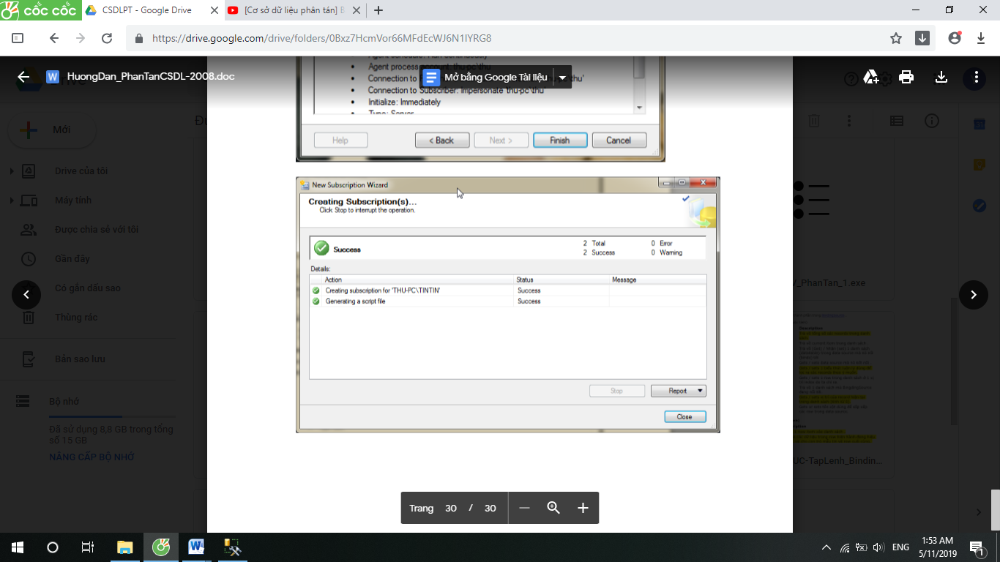 cốc cốc
CSDLPT - Google Drive
[Cơ sở dữ liệu phân tán] B
https://drive.google.com/drive/folders/0Bxz7HcmVor66MFdEcWJ6N1lYRG8
HuongDan_PhanTanCSDL-2008.doc
Mở bằng Google Tài liệu
Agent process account: thu-pc\thu
Connection to
Connection to Subscriber: Impersonate 'thu-pc\thu'
Initialize: Immediately
Type: Server
Help
< Back
Next >
Finish
Cancel
Mới
Drive của tôi
Máy tính
Được chia sẻ với tôi
Gần đây
Có gắn dấu sao
Thùng rác
Bản sao lưu
Bộ nhớ
Đã sử dụng 8,8 GB trong tổng
số 15 GB
NÂNG CẤP BỘ NHỚ
New Subscription Wizard
Creating Subscription(s)...
Click Stop to interrupt the operation.
Success
2 Total
0 Error
2 Success
0 Warning
Details:
Action Status Message
Creating subscription for 'THU-PC\TINTIN' Success
Generating a script file Success
Stop
Report
Close
_PhanTan_1.exe
UC-TapLenh_Bindin...
Trang 30 / 30
ENG
1:53 AM
5/11/2019
1